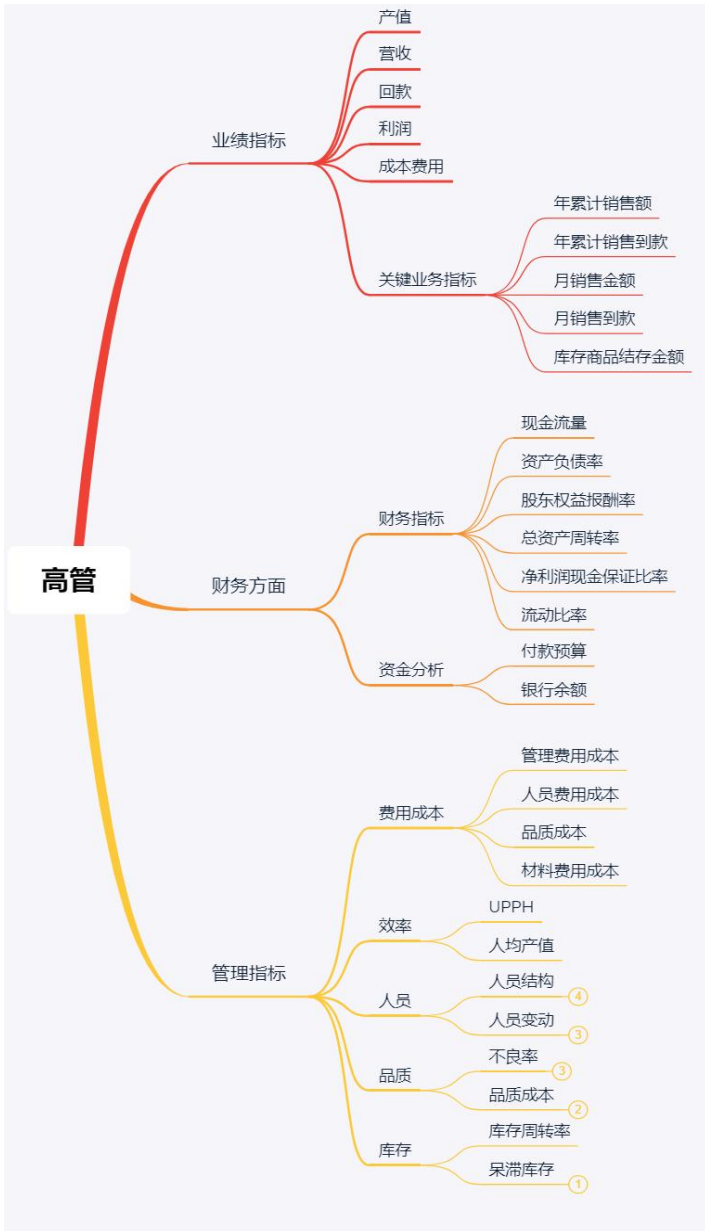 高管
业绩指标
产值
营收
回款
利润
成本费用
关键业务指标
年累计销售额
年累计销售到款
月销售金额
月销售到款
库存商品结存金额
财务方面
财务指标
现金流量
资产负债率
股东权益报酬率
总资产周转率
净利润现金保证比率
流动比率
资金分析
付款预算
银行余额
管理指标
费用成本
管理费用成本
人员费用成本
品质成本
材料费用成本
效率
UPPH
人均产值
人员
人员结构 4
人员变动 3
品质
不良率 3
品质成本 2
库存
库存周转率
呆滞库存 1